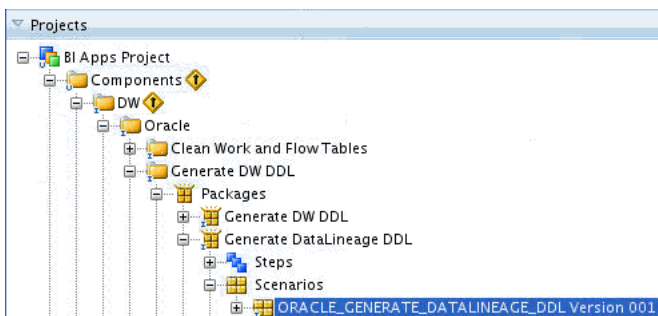 Projects
BI Apps Project
Components
DW
Oracle
Clean Work and Flow Tables
Generate DW DDL
Packages
Generate DW DDL
Generate DataLineage DDL
Steps
Scenarios
ORACLE_GENERATE_DATALINEAGE_DDL Version 001